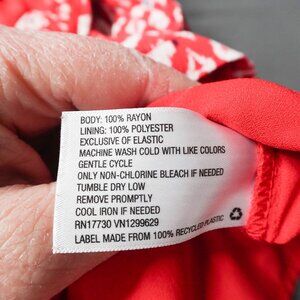 BODY: 100% RAYON
LINING: 100% POLYESTER
EXCLUSIVE OF ELASTIC
MACHINE WASH COLD WITH LIKE COLORS
GENTLE CYCLE
ONLY NON-CHLORINE BLEACH IF NEEDED
TUMBLE DRY LOW
REMOVE PROMPTLY
COOL IRON IF NEEDED
RN17730 VN1299629
LABEL MADE FROM 100% RECYCLED PLASTIC